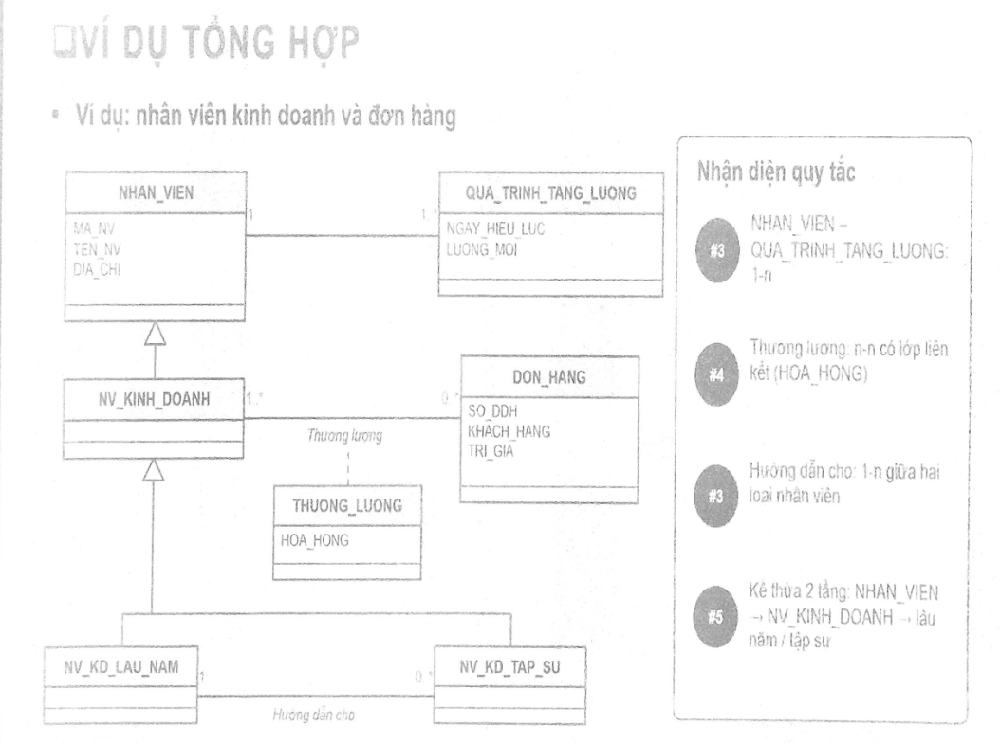 ❑VÍ DỤ TỔNG HỢP
• Ví dụ: nhân viên kinh doanh và đơn hàng
NHAN_VIEN
MA_NV
TEN_NV
DIA_CHI
1
1..*
QUA_TRINH_TANG_LUONG
NGAY_HIEU_LUC
LUONG_MOI
NV_KINH_DOANH
1..*
0..*
Thương lượng
DON_HANG
SO_DDH
KHACH_HANG
TRI_GIA
THUONG_LUONG
HOA_HONG
NV_KD_LAU_NAM
1
0..*
Hướng dẫn cho
NV_KD_TAP_SU
Nhận diện quy tắc
#3
NHAN_VIEN –
QUA_TRINH_TANG_LUONG:
1-n
#4
Thương lượng: n-n có lớp liên
kết (HOA_HONG)
#3
Hướng dẫn cho: 1-n giữa hai
loại nhân viên
#5
Kế thừa 2 tầng: NHAN_VIEN
→ NV_KINH_DOANH → lâu
năm / tập sự